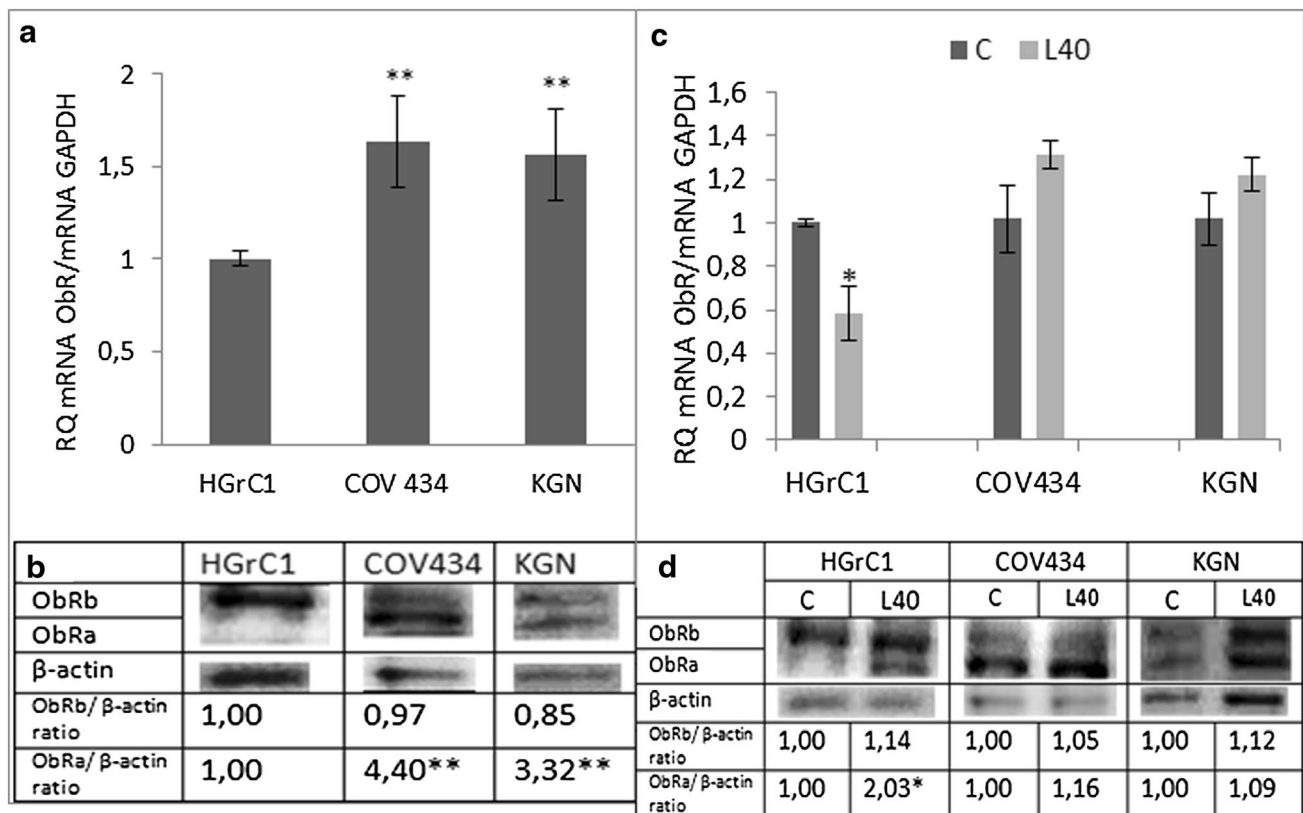 a
RQ mRNA ObR/mRNA GAPDH
2
1,5
1
0,5
0
** **
HGrC1 COV 434 KGN
b
HGrC1 COV434 KGN
ObRb
ObRa
β-actin
ObRb/ β-actin ratio 1,00 0,97 0,85
ObRa/ β-actin ratio 1,00 4,40** 3,32**
c
C L40
RQ mRNA ObR/mRNA GAPDH
1,6
1,4
1,2
1
0,8
0,6
0,4
0,2
0
*
HGrC1 COV434 KGN
d
HGrC1 COV434 KGN
C L40 C L40 C L40
ObRb
ObRa
β-actin
ObRb/ β-actin ratio 1,00 1,14 1,00 1,05 1,00 1,12
ObRa/ β-actin ratio 1,00 2,03* 1,00 1,16 1,00 1,09